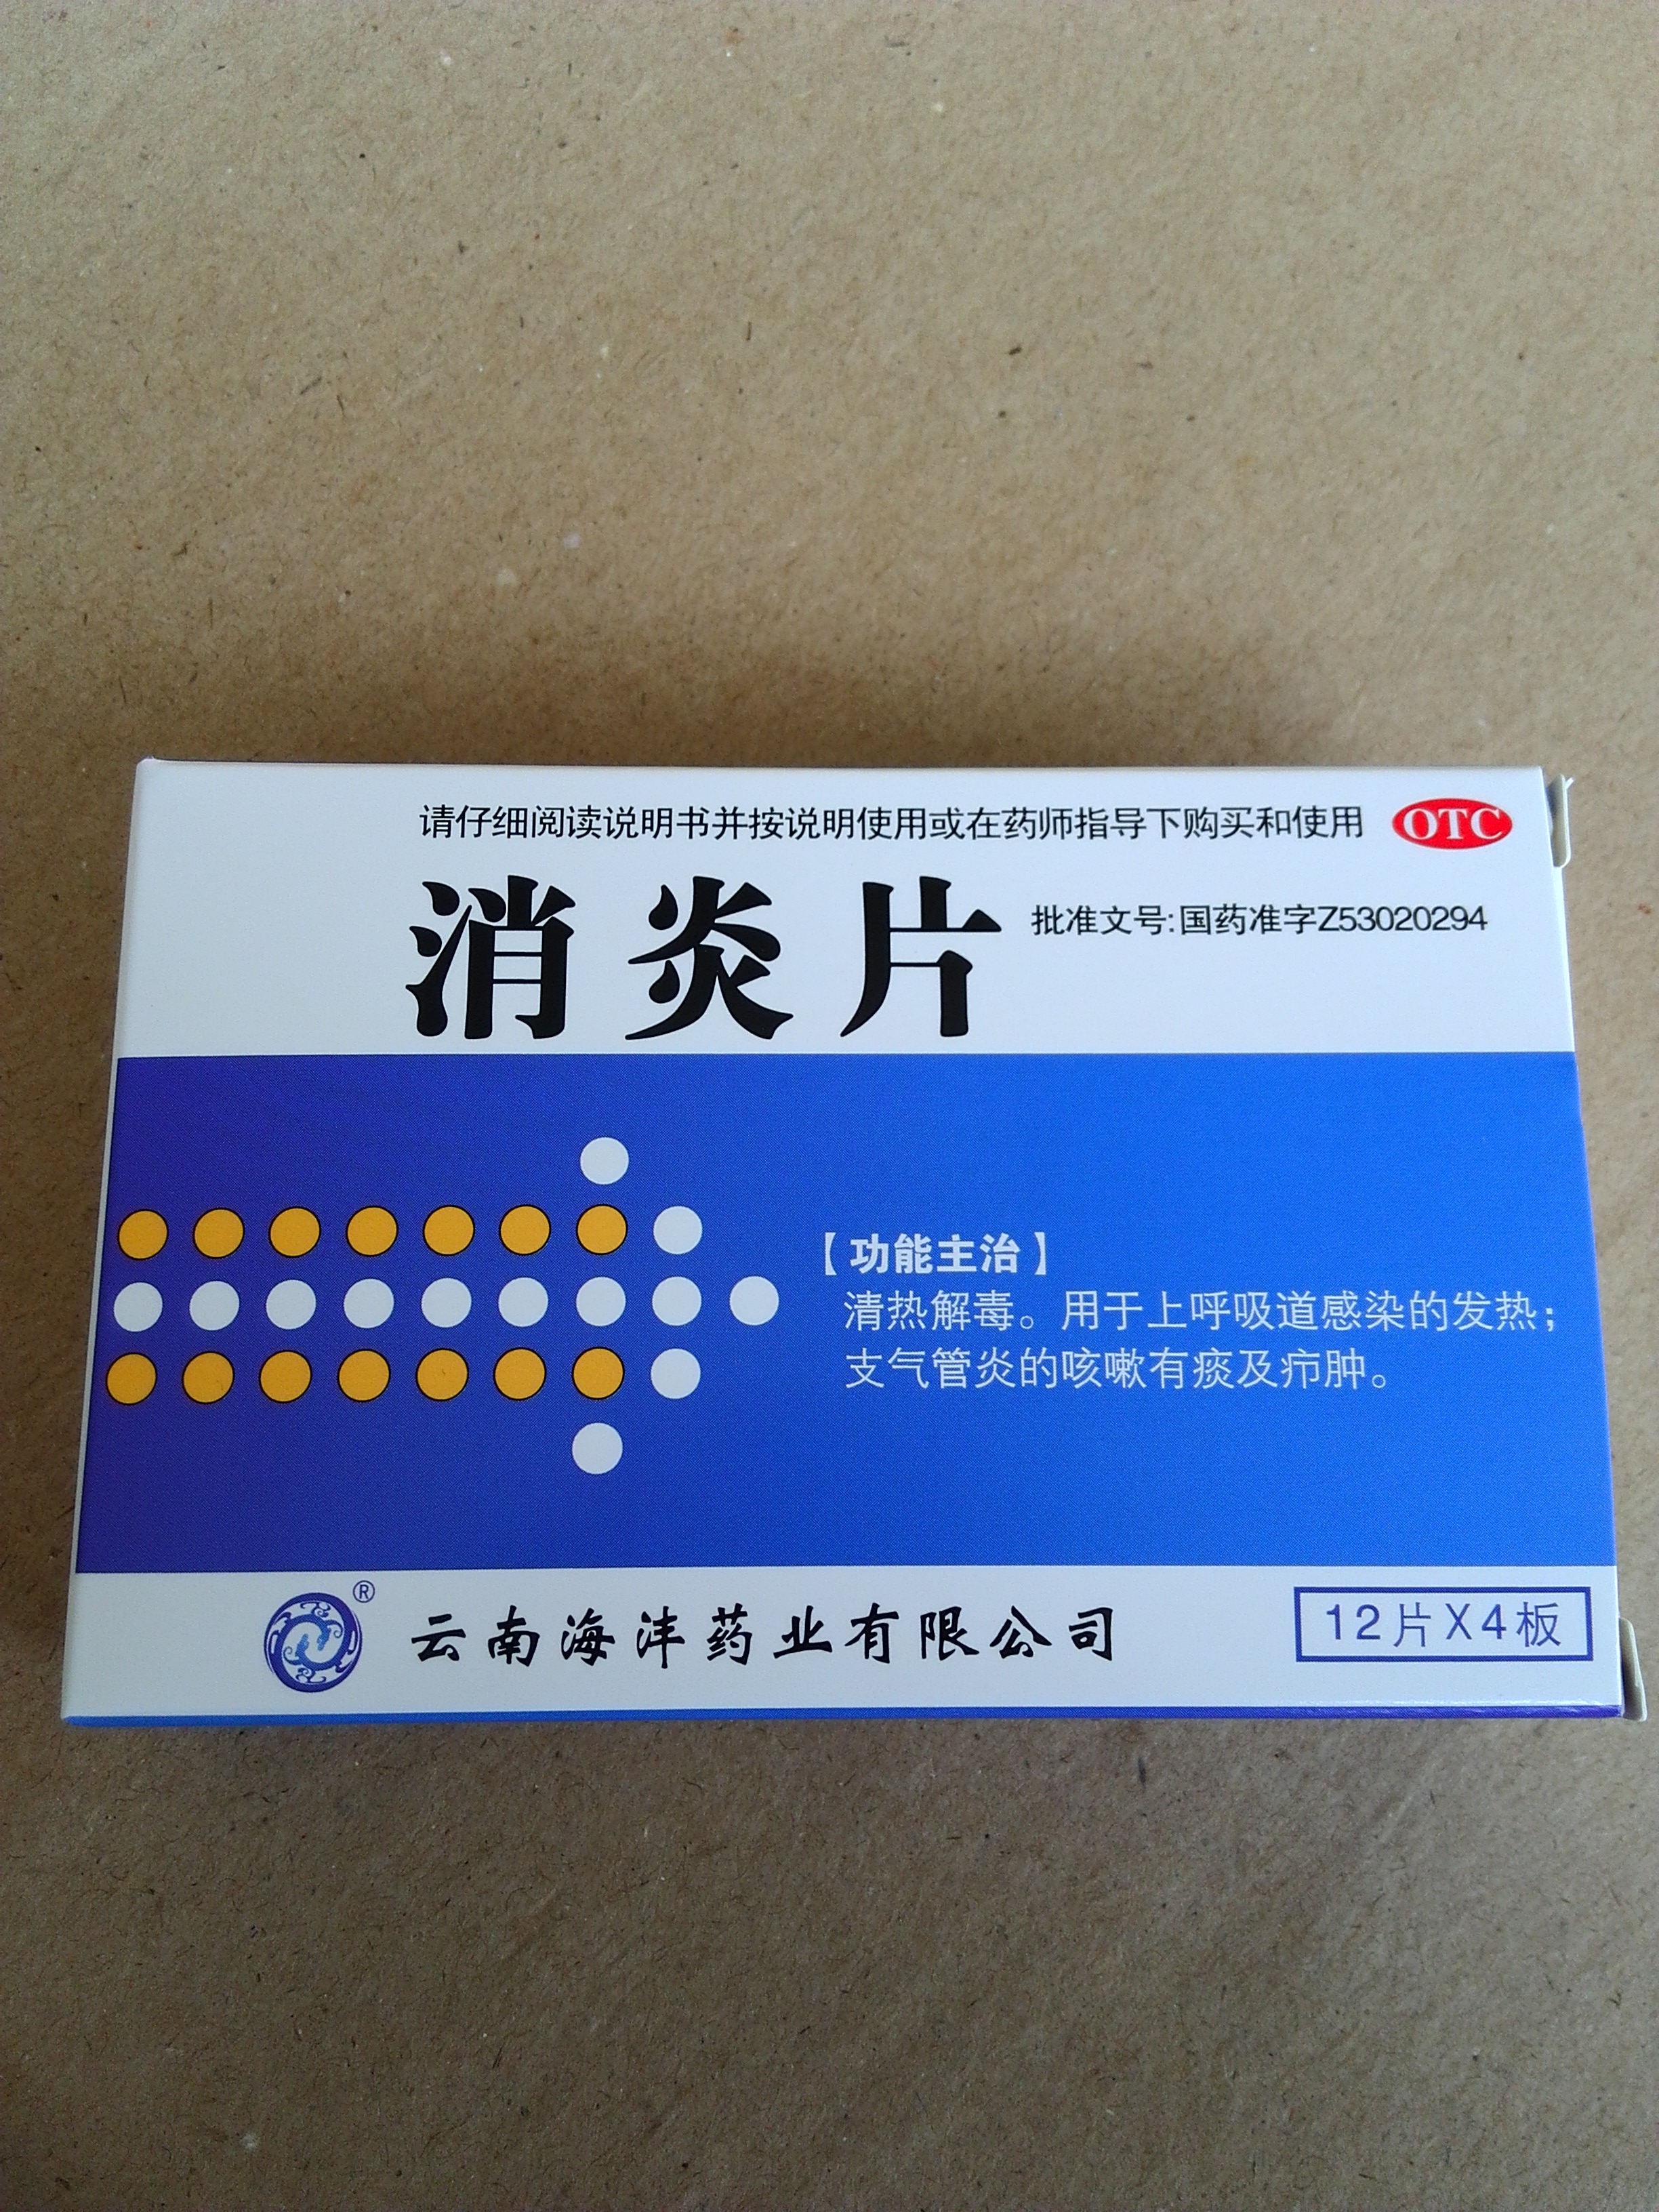 请仔细阅读说明书并按说明使用或在药师指导下购买和使用 OTC
消炎片 批准文号:国药准字Z53020294
【功能主治】
清热解毒。用于上呼吸道感染的发热;
支气管炎的咳嗽有痰及疖肿。
® 云南海沣药业有限公司 12片X4板